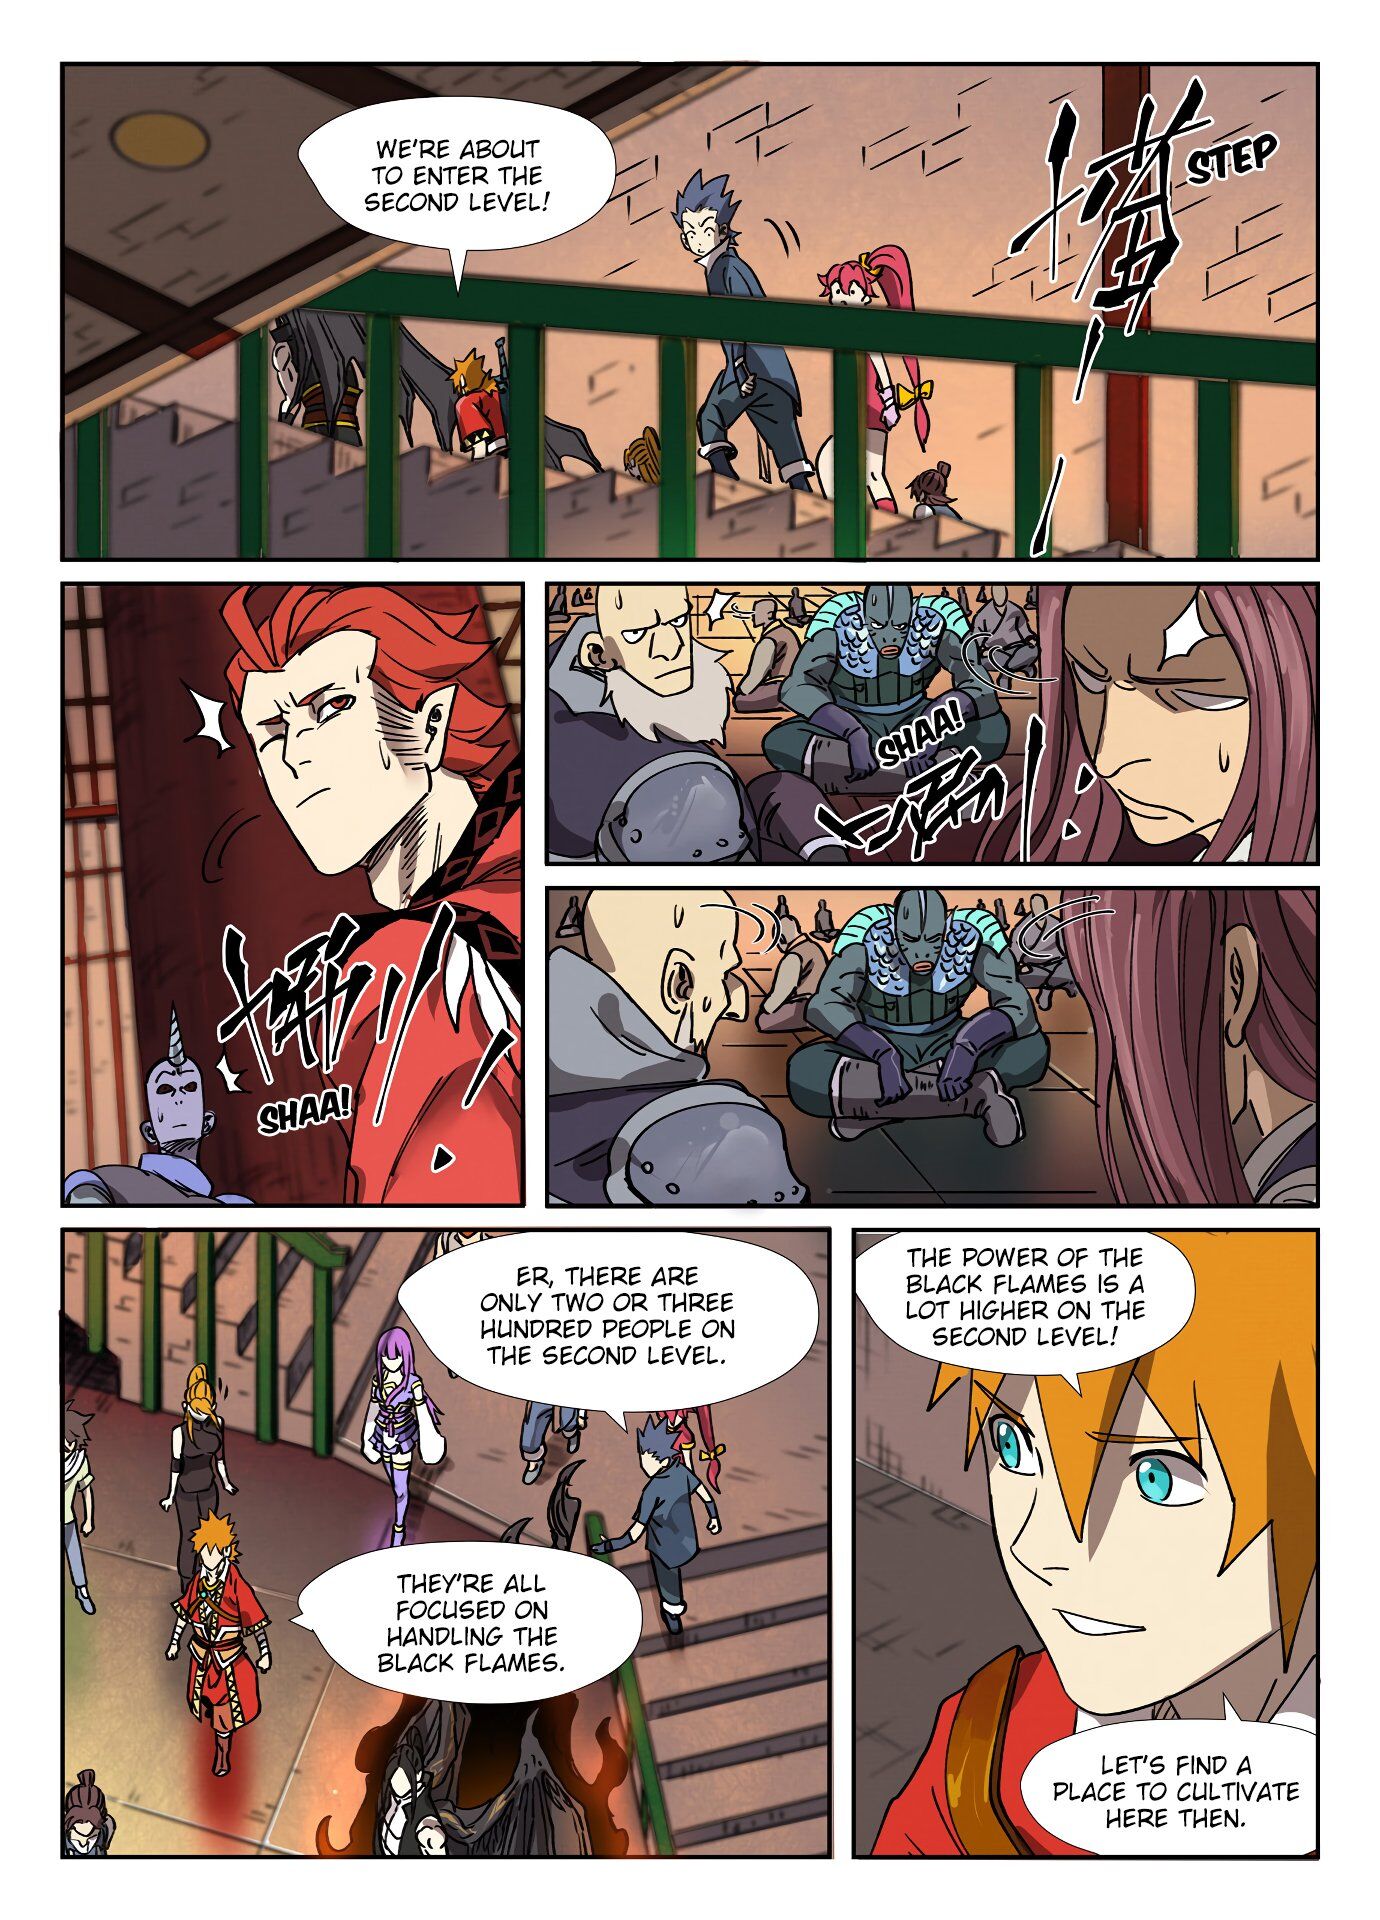 WE'RE ABOUT
TO ENTER THE
SECOND LEVEL!
STEP
SHAA!
SHAA!
ER, THERE ARE
ONLY TWO OR THREE
HUNDRED PEOPLE ON
THE SECOND LEVEL.
THEY'RE ALL
FOCUSED ON
HANDLING THE
BLACK FLAMES.
THE POWER OF THE
BLACK FLAMES IS A
LOT HIGHER ON THE
SECOND LEVEL!
LET'S FIND A
PLACE TO CULTIVATE
HERE THEN.